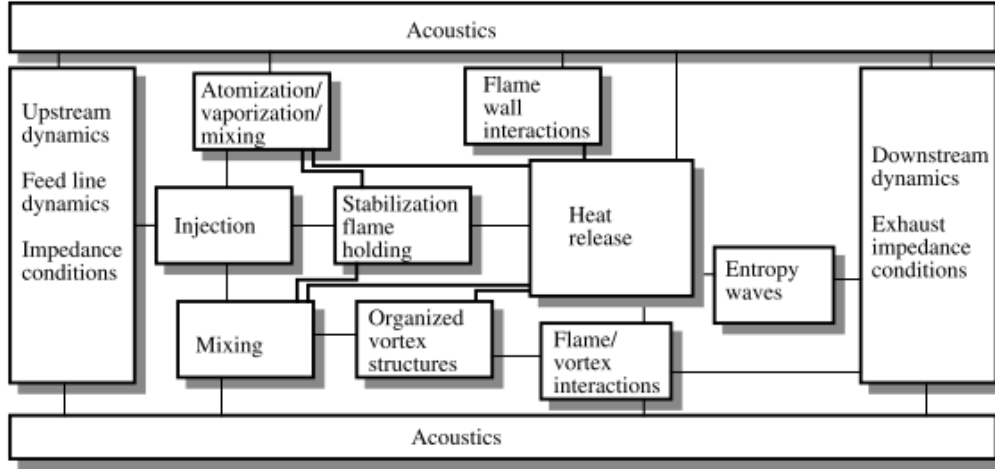 Acoustics
Upstream
dynamics
Feed line
dynamics
Impedance
conditions
Atomization/
vaporization/
mixing
Flame
wall
interactions
Downstream
dynamics
Exhaust
impedance
conditions
Injection
Stabilization
flame
holding
Heat
release
Entropy
waves
Mixing
Organized
vortex
structures
Flame/
vortex
interactions
Acoustics